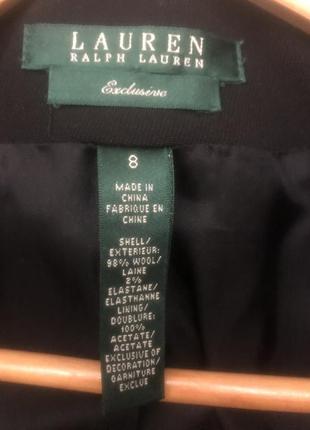 LAUREN
RALPH LAUREN
Exclusive
8
MADE IN
CHINA
FABRIQUE EN
CHINE
SHELL/
EXTERIEUR:
98% WOOL/
LAINE
2%
ELASTANE/
ELASTHANNE
LINING/
DOUBLURE:
100%
ACETATE/
ACETATE
EXCLUSIVE OF
DECORATION/
GARNITURE
EXCLUE